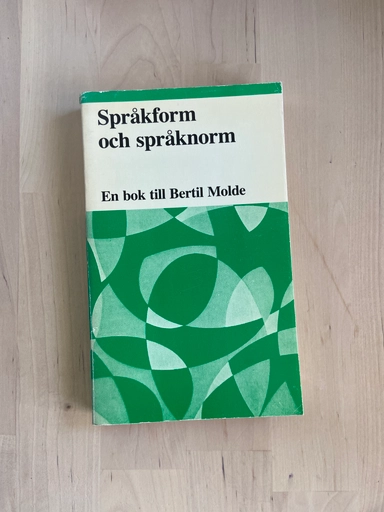 Språkform
och språknorm
En bok till Bertil Molde